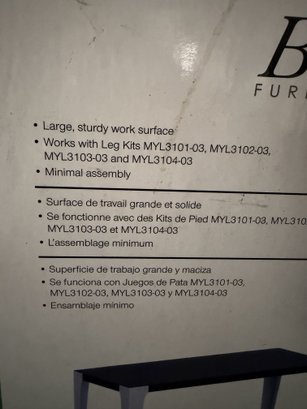 B
FURN
• Large, sturdy work surface
• Works with Leg Kits MYL3101-03, MYL3102-03,
MYL3103-03 and MYL3104-03
• Minimal assembly
• Surface de travail grande et solide
• Se fonctionne avec des Kits de Pied MYL3101-03, MYL310
MYL3103-03 et MYL3104-03
• L'assemblage minimum
• Superficie de trabajo grande y maciza
• Se funciona con Juegos de Pata MYL3101-03,
MYL3102-03, MYL3103-03 y MYL3104-03
• Ensamblaje mínimo